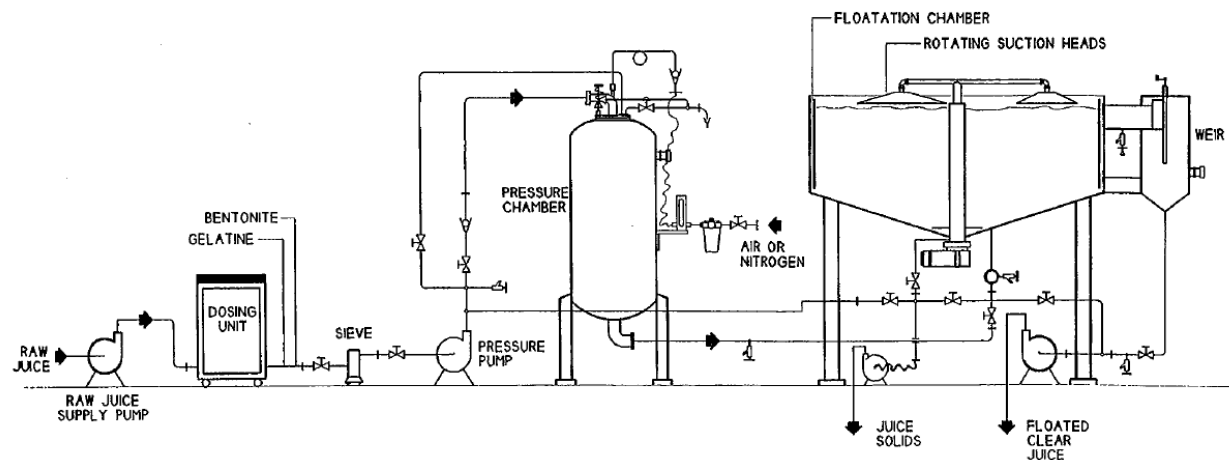 FLOATATION CHAMBER
ROTATING SUCTION HEADS
WEIR
PRESSURE
CHAMBER
AIR OR
NITROGEN
BENTONITE
GELATINE
DOSING
UNIT
SIEVE
RAW
JUICE
PRESSURE
PUMP
RAW JUICE
SUPPLY PUMP
JUICE
SOLIDS
FLOATED
CLEAR
JUICE